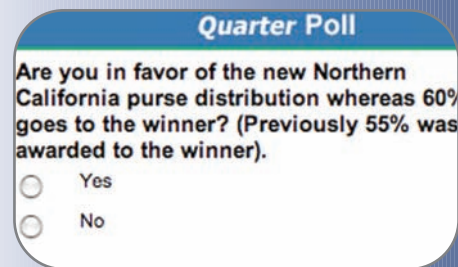 Quarter Poll
Are you in favor of the new Northern
California purse distribution whereas 60%
goes to the winner? (Previously 55% was
awarded to the winner).
Yes
No